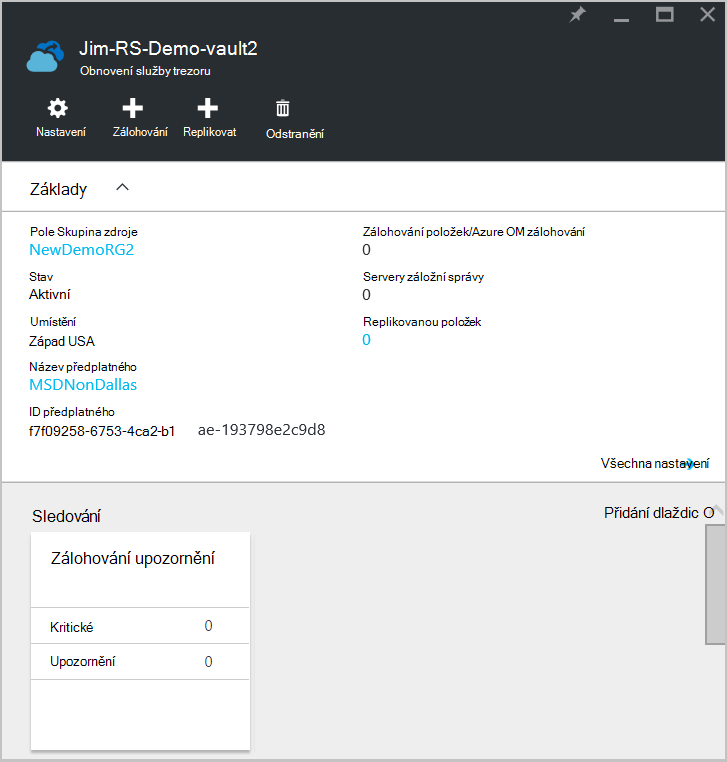 Jim-RS-Demo-vault2
Obnovení služby trezoru
Nastavení
Zálohování
Replikovat
Odstranění
Základy
Pole Skupina zdroje
NewDemoRG2
Stav
Aktivní
Umístění
Západ USA
Název předplatného
MSDNonDallas
ID předplatného
f7f09258-6753-4ca2-b1 ae-193798e2c9d8
Zálohování položek/Azure OM zálohování
0
Servery záložní správy
0
Replikovanou položek
0
Všechna nastavení
Sledování
Přidání dlaždic O
Zálohování upozornění
Kritické 0
Upozornění 0